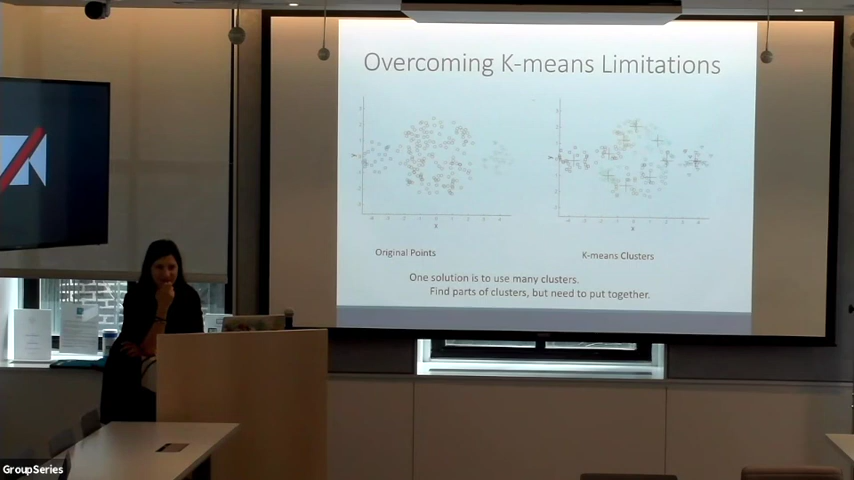 Overcoming K-means Limitations
Original Points
K-means Clusters
One solution is to use many clusters.
Find parts of clusters, but need to put together.
GroupSeries